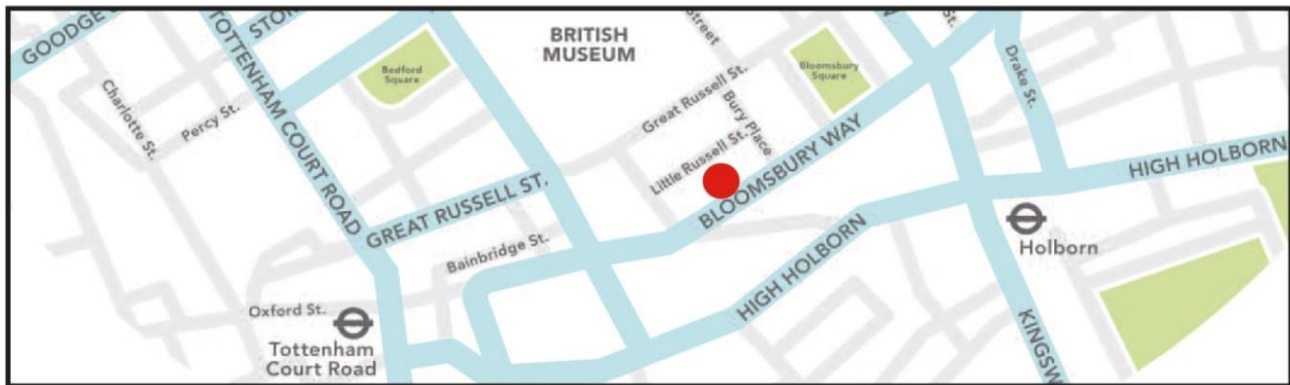 GOODGE
TOTTENHAM COURT ROAD
STOR
Charlotte St.
Percy St.
Bedford
Square
BRITISH
MUSEUM
Street
Great Russell St.
Bury Place
Little Russell St.
Bloomsbury
Square
BLOOMSBURY WAY
St.
Drake St.
HIGH HOLBORN
GREAT RUSSELL ST.
Bainbridge St.
Oxford St.
Tottenham
Court Road
HIGH HOLBORN
Holborn
KINGSW